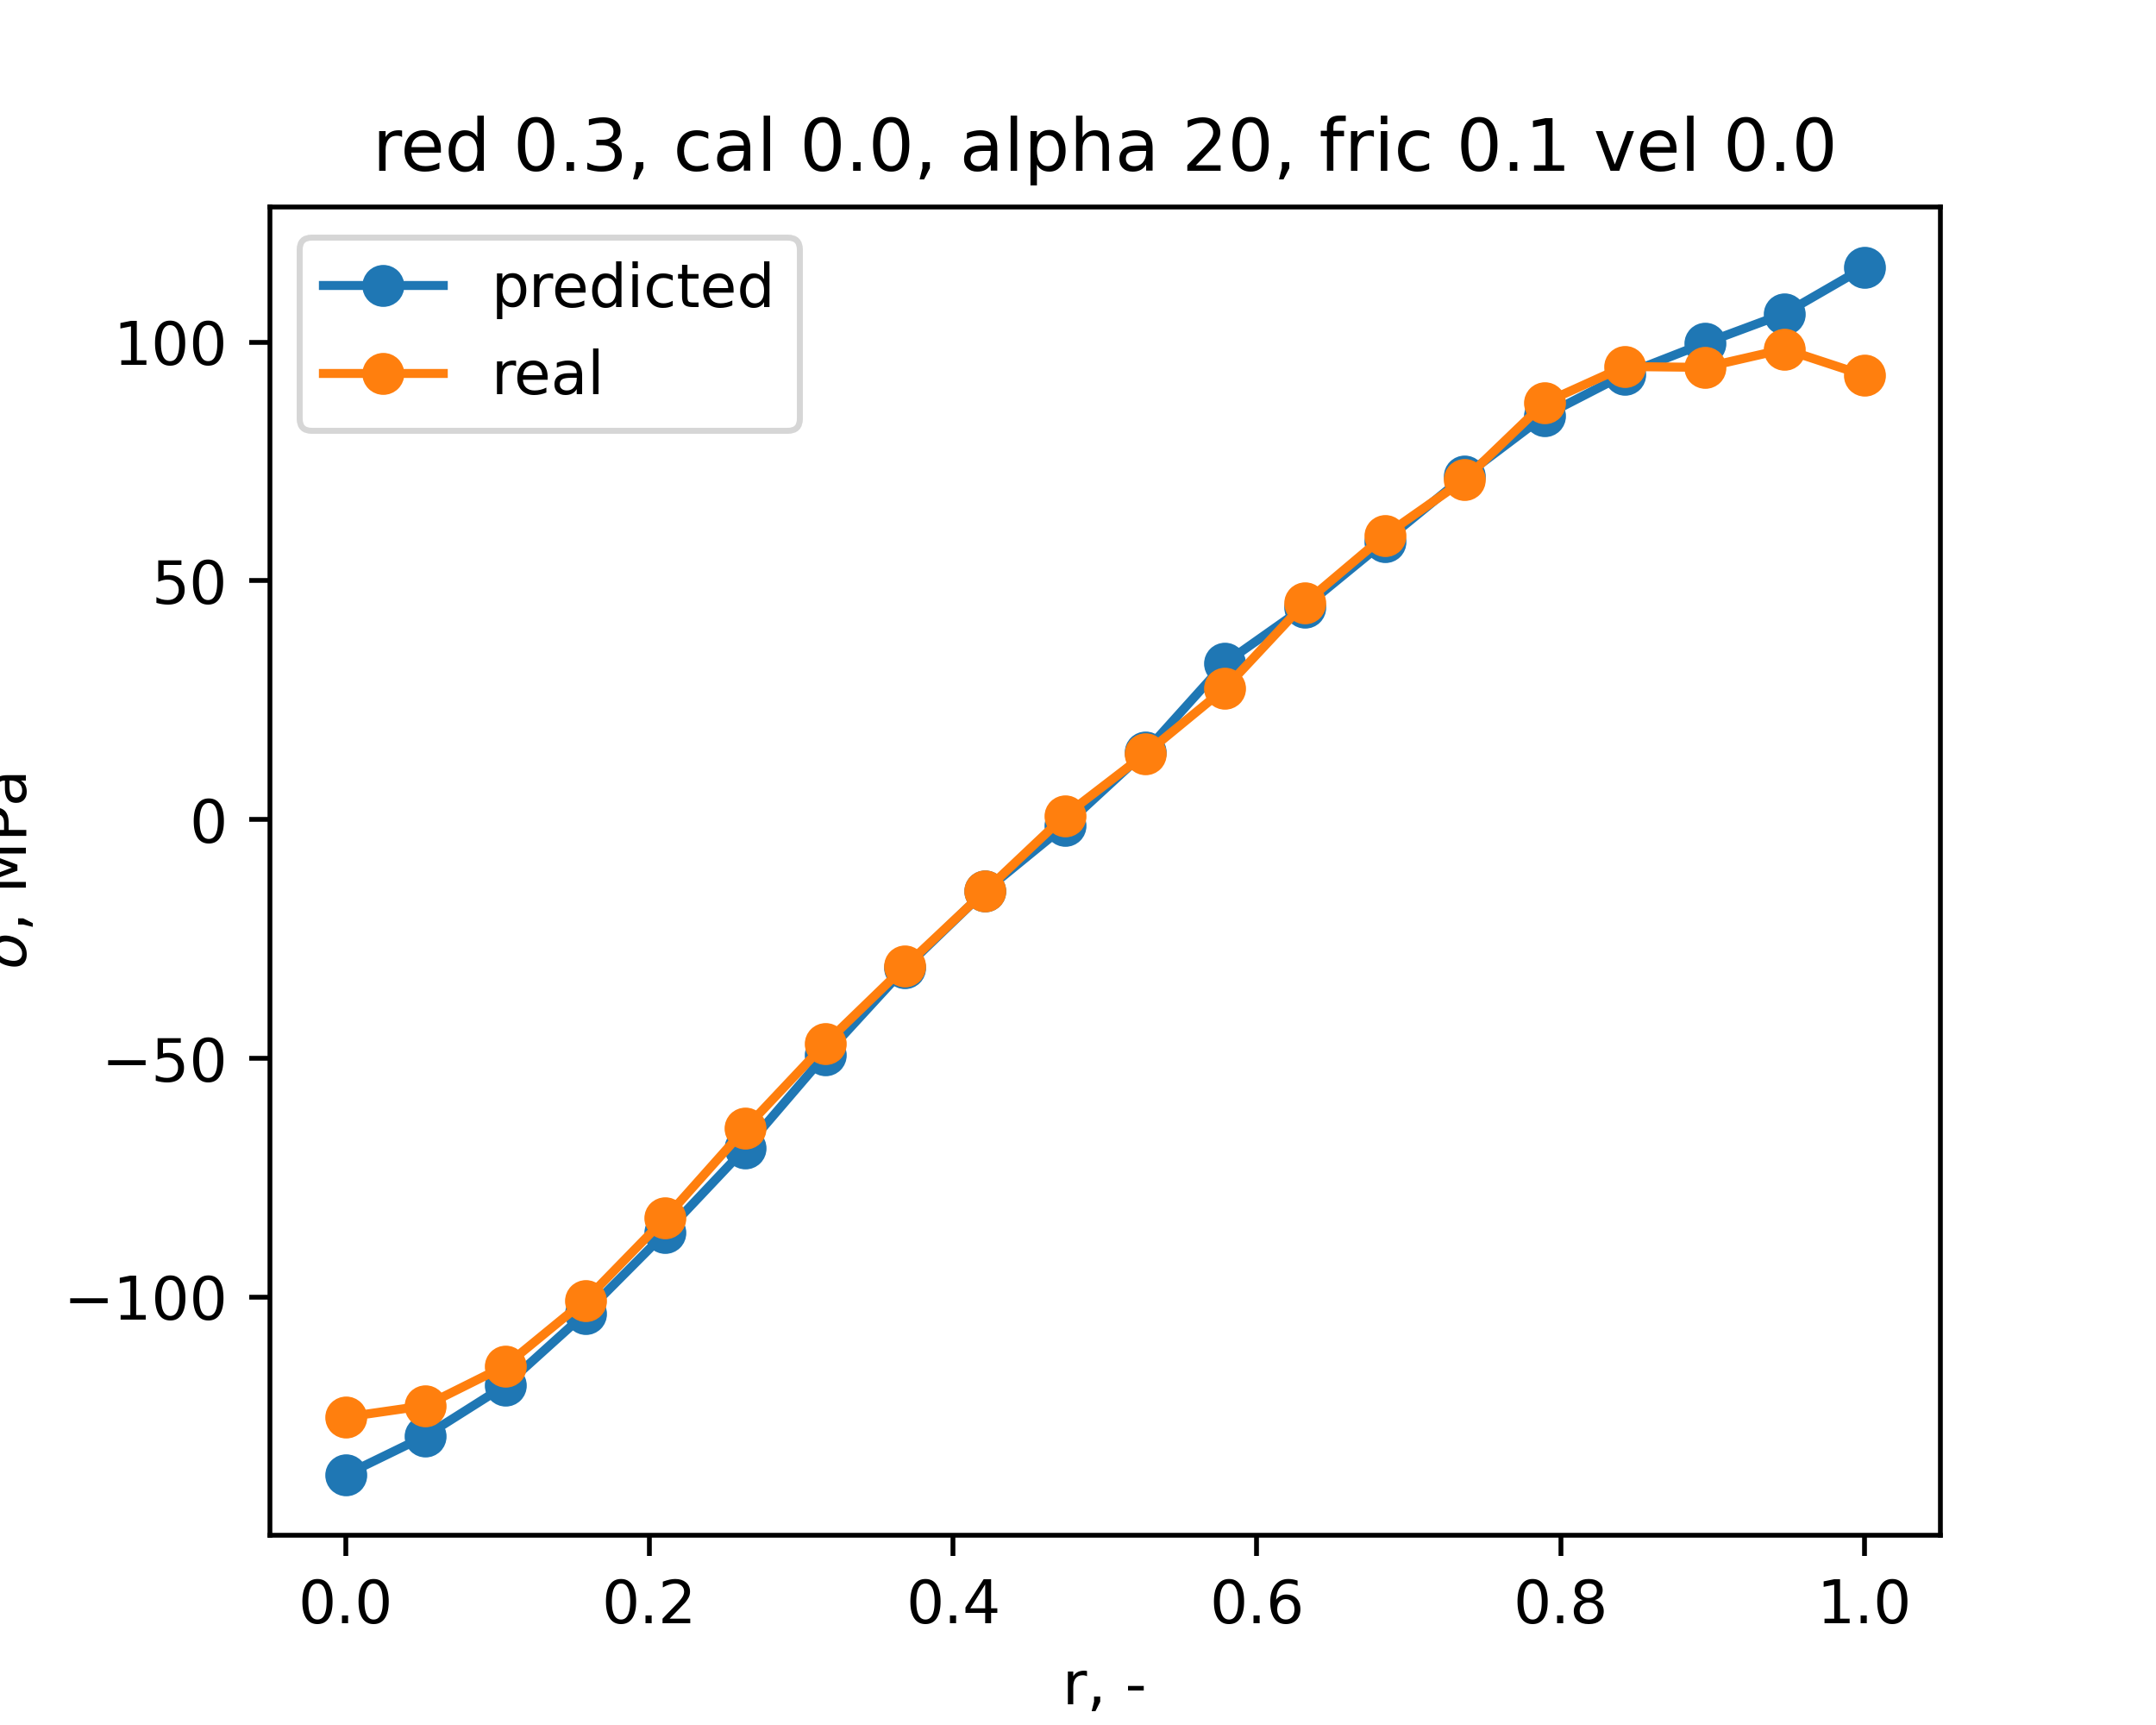 red 0.3, cal 0.0, alpha 20, fric 0.1 vel 0.0
predicted
real
100
50
0
−50
−100
σ, MPa
0.0 0.2 0.4 0.6 0.8 1.0
r, -